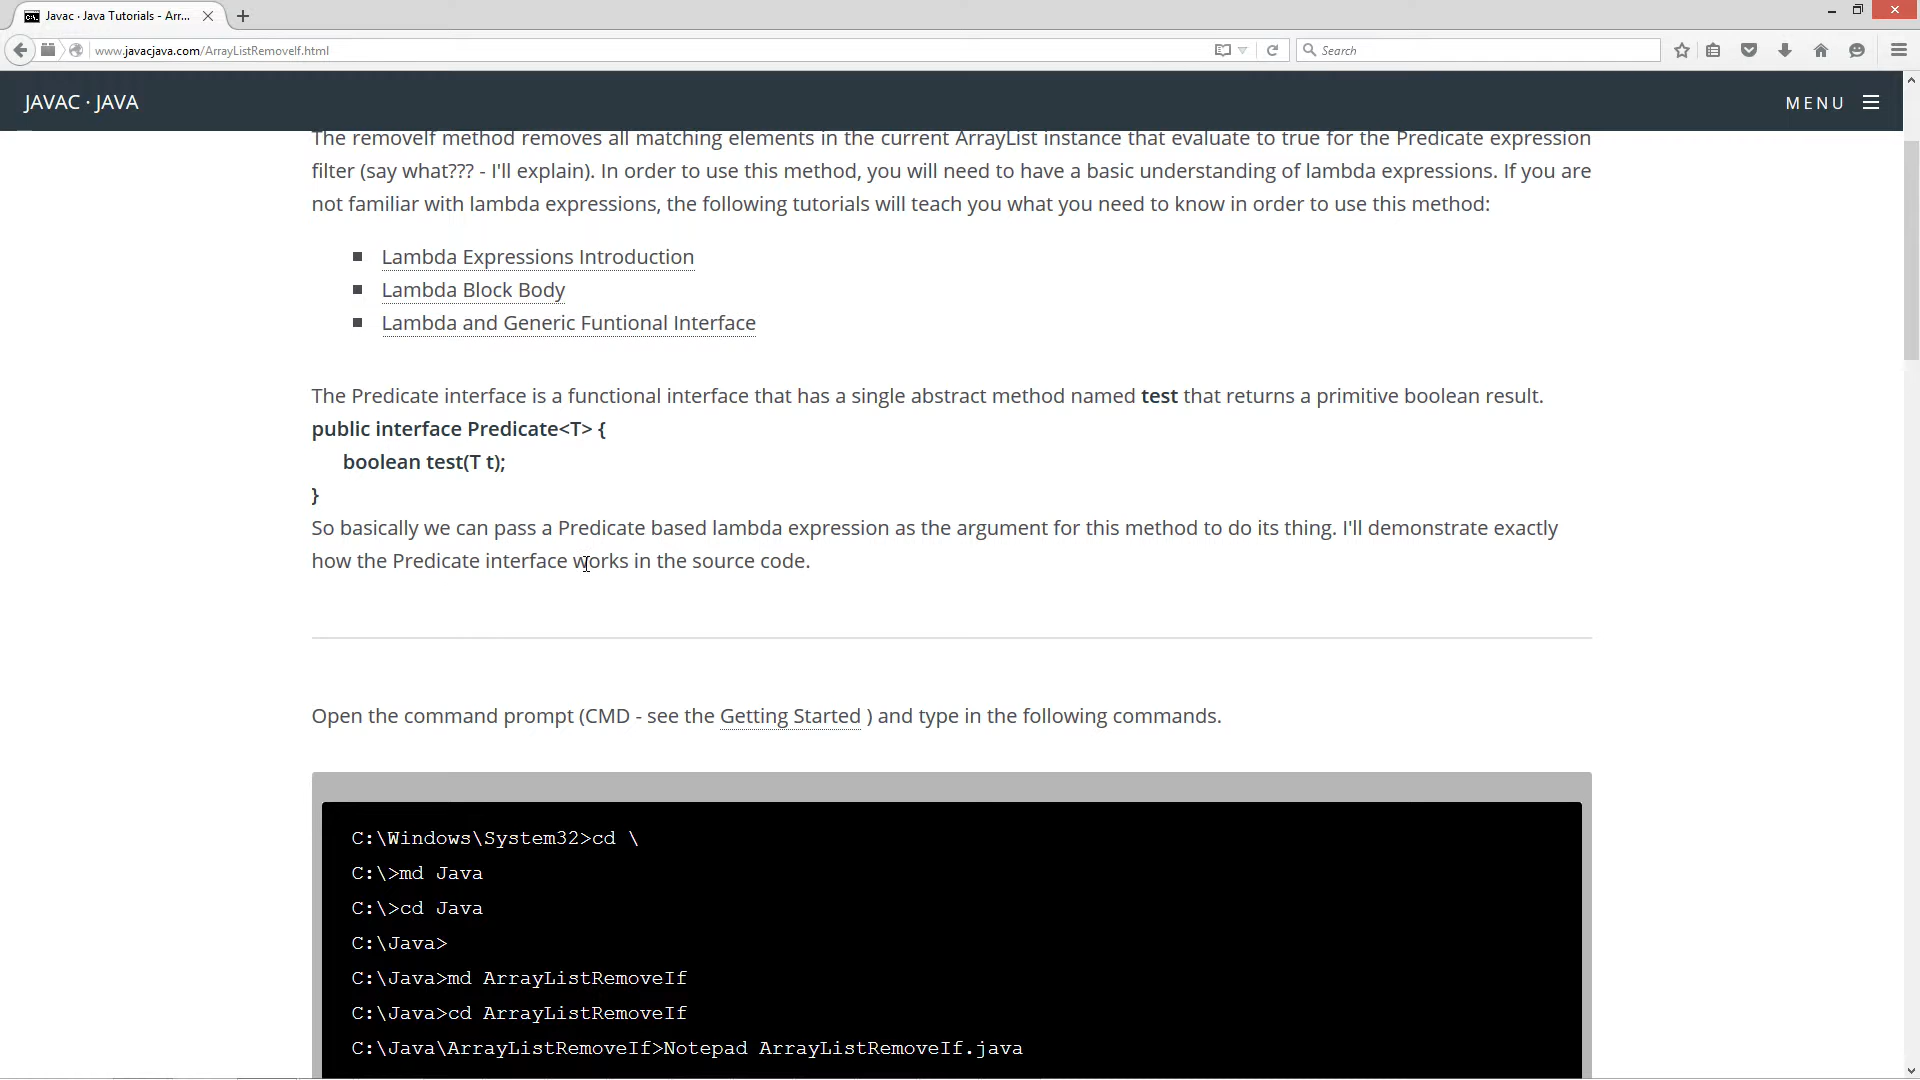 Javac · Java Tutorials - Arr...
www.javacjava.com/ArrayListRemoveIf.html
Search
JAVAC · JAVA
MENU
The removeIf method removes all matching elements in the current ArrayList instance that evaluate to true for the Predicate expression
filter (say what??? - I'll explain). In order to use this method, you will need to have a basic understanding of lambda expressions. If you are
not familiar with lambda expressions, the following tutorials will teach you what you need to know in order to use this method:
Lambda Expressions Introduction
Lambda Block Body
Lambda and Generic Funtional Interface
The Predicate interface is a functional interface that has a single abstract method named test that returns a primitive boolean result.
public interface Predicate<T> {
boolean test(T t);
}
So basically we can pass a Predicate based lambda expression as the argument for this method to do its thing. I'll demonstrate exactly
how the Predicate interface works in the source code.
Open the command prompt (CMD - see the Getting Started ) and type in the following commands.
C:\Windows\System32>cd \
C:\>md Java
C:\>cd Java
C:\Java>
C:\Java>md ArrayListRemoveIf
C:\Java>cd ArrayListRemoveIf
C:\Java\ArrayListRemoveIf>Notepad ArrayListRemoveIf.java